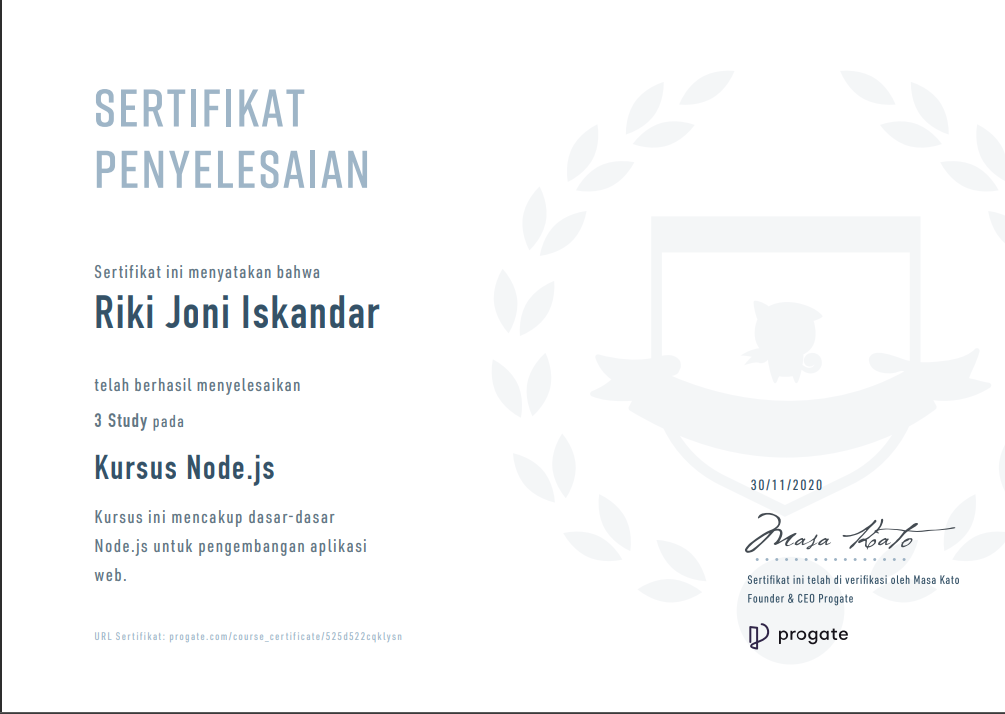 SERTIFIKAT
PENYELESAIAN
Sertifikat ini menyatakan bahwa
Riki Joni Iskandar
telah berhasil menyelesaikan
3 Study pada
Kursus Node.js
Kursus ini mencakup dasar-dasar
Node.js untuk pengembangan aplikasi
web.
URL Sertifikat: progate.com/course_certificate/525d522cqklysn
30/11/2020
Masa Kato
Sertifikat ini telah di verifikasi oleh Masa Kato
Founder & CEO Progate
progate